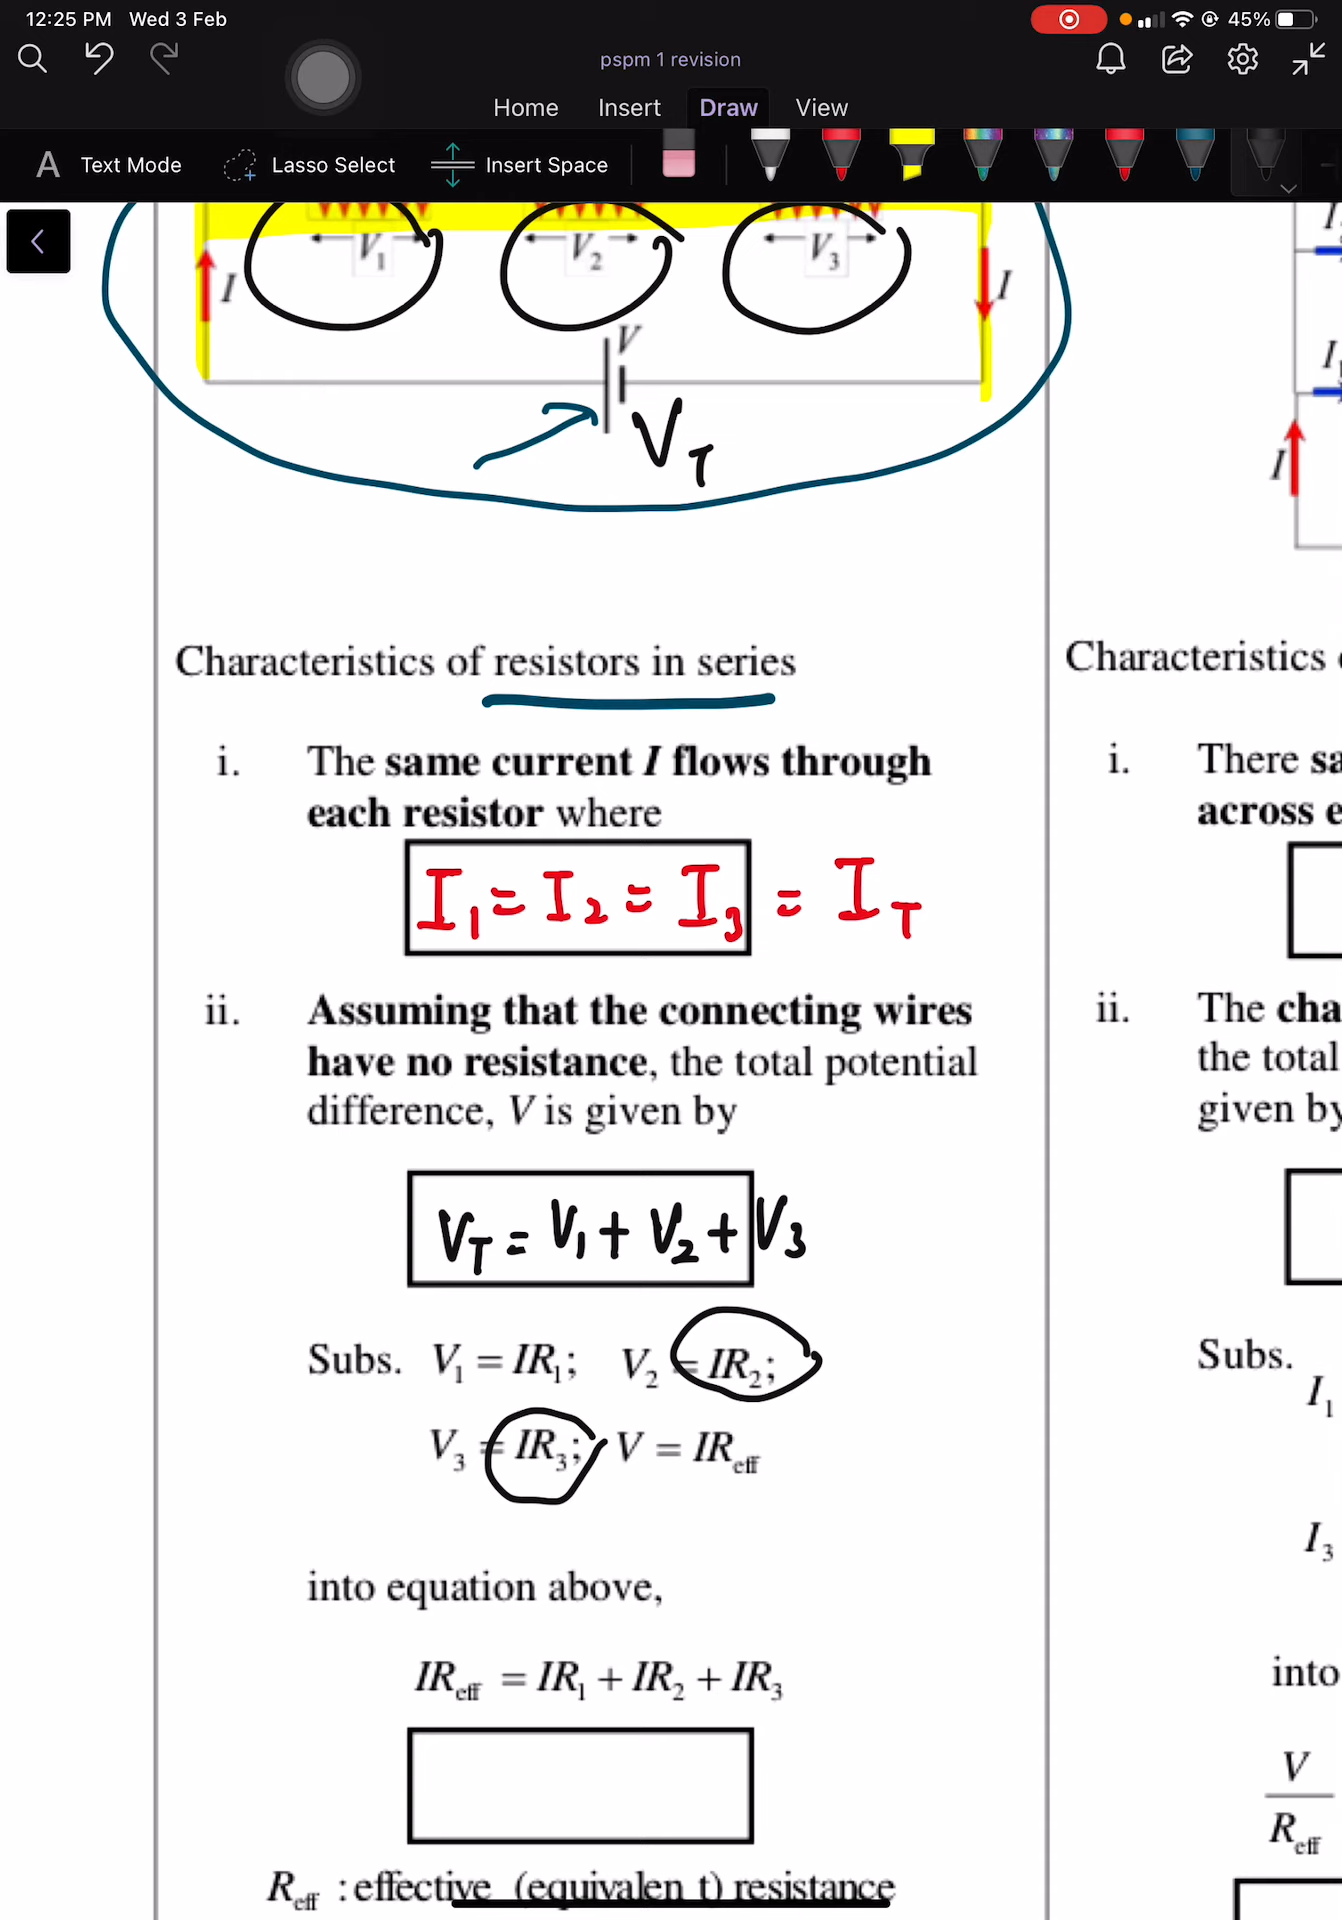 12:25 PM Wed 3 Feb
45%
pspm 1 revision
Home Insert Draw View
A Text Mode Lasso Select Insert Space
V1 V2 V3
I I
V
VT
I
Characteristics of resistors in series
i. The same current I flows through
each resistor where
I1 = I2 = I3 = IT
ii. Assuming that the connecting wires
have no resistance, the total potential
difference, V is given by
VT = V1 + V2 + V3
Subs. V1 = IR1; V2 = IR2;
V3 = IR3; V = IReff
into equation above,
IReff = IR1 + IR2 + IR3
Reff : effective (equivalen t) resistance
Characteristics
i. There sa
across e
ii. The cha
the total
given by
Subs.
I1
I3
into
V
Reff